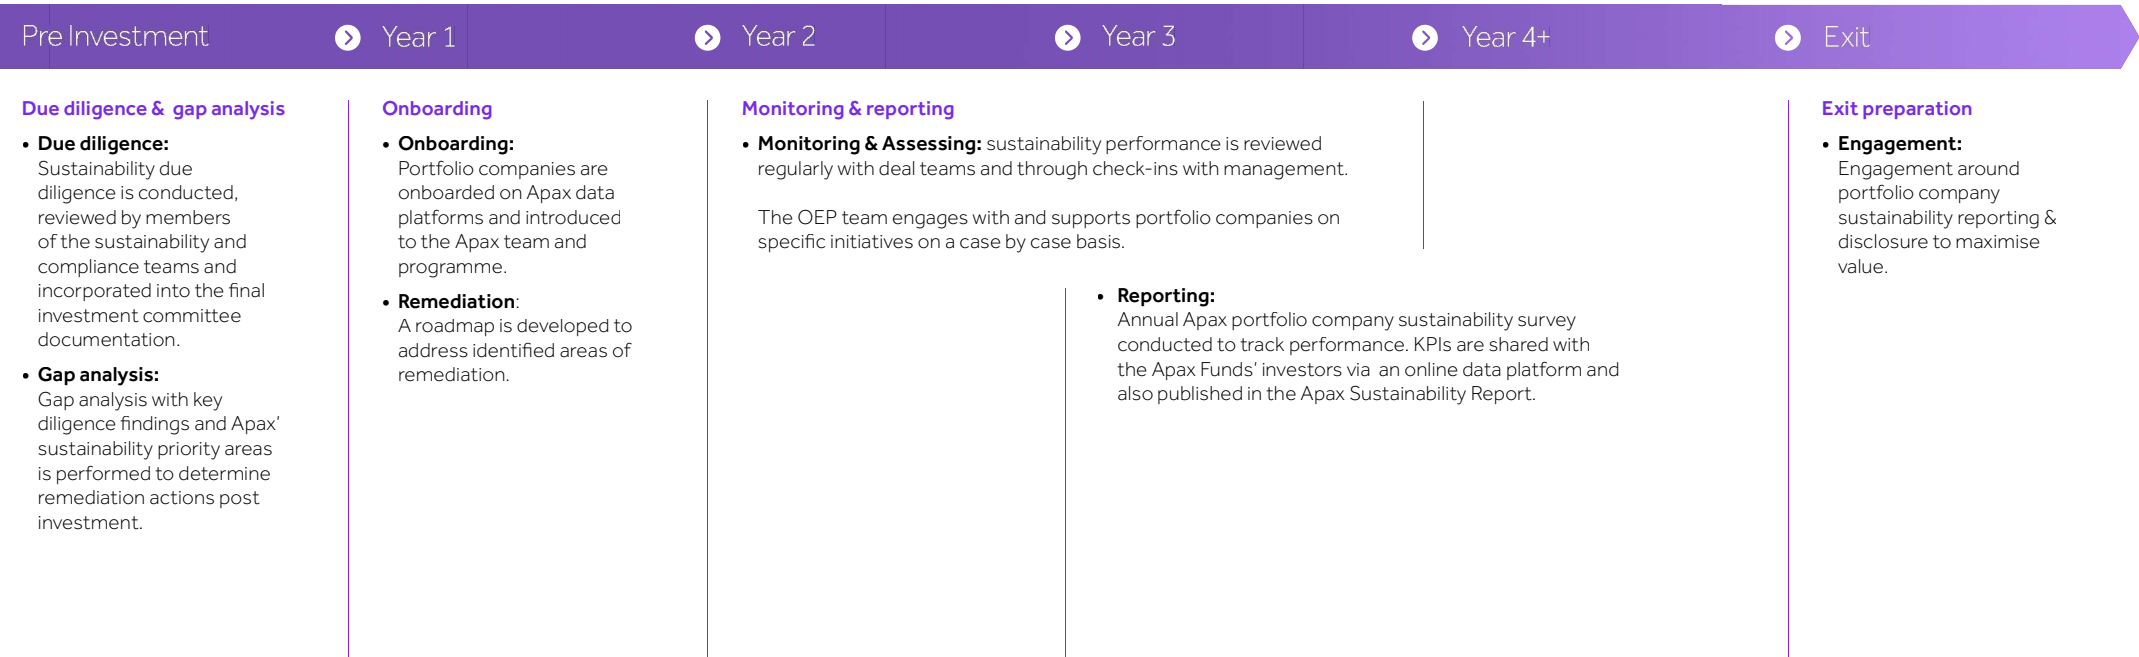 Pre Investment
Year 1
Year 2
Year 3
Year 4+
Exit
Due diligence & gap analysis
• Due diligence:
Sustainability due
diligence is conducted,
reviewed by members
of the sustainability and
compliance teams and
incorporated into the final
investment committee
documentation.
• Gap analysis:
Gap analysis with key
diligence findings and Apax'
sustainability priority areas
is performed to determine
remediation actions post
investment.
Onboarding
• Onboarding:
Portfolio companies are
onboarded on Apax data
platforms and introduced
to the Apax team and
programme.
• Remediation:
A roadmap is developed to
address identified areas of
remediation.
Monitoring & reporting
• Monitoring & Assessing: sustainability performance is reviewed
regularly with deal teams and through check-ins with management.
The OEP team engages with and supports portfolio companies on
specific initiatives on a case by case basis.
• Reporting:
Annual Apax portfolio company sustainability survey
conducted to track performance. KPIs are shared with
the Apax Funds' investors via an online data platform and
also published in the Apax Sustainability Report.
Exit preparation
• Engagement:
Engagement around
portfolio company
sustainability reporting &
disclosure to maximise
value.